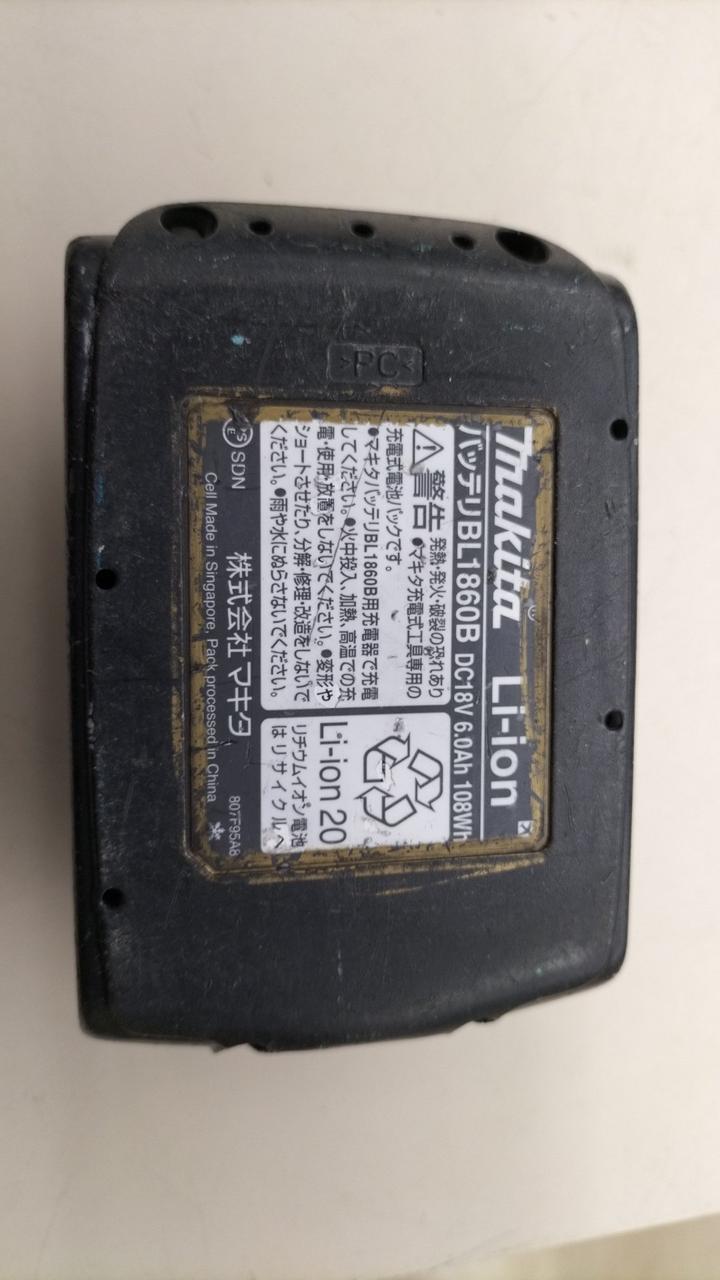 >PC<
makita® Li-ion
バッテリBL1860B DC18V 6.0Ah 108Wh
警告 発熱・発火・破裂の恐れあり
●マキタ充電式工具専用の
充電式電池パックです。
●マキタバッテリBL1860B用充電器で充電
してください。●火中投入、加熱、高温での充
電・使用・放置をしないでください。●変形や
ショートさせたり、分解・修理・改造をしないで
ください。●雨や水にぬらさないでください。
Li-ion 20
リチウムイオン電池
はリサイクルへ
PSE SDN
株式会社 マキタ
Cell Made in Singapore, Pack processed in China
807F95A8